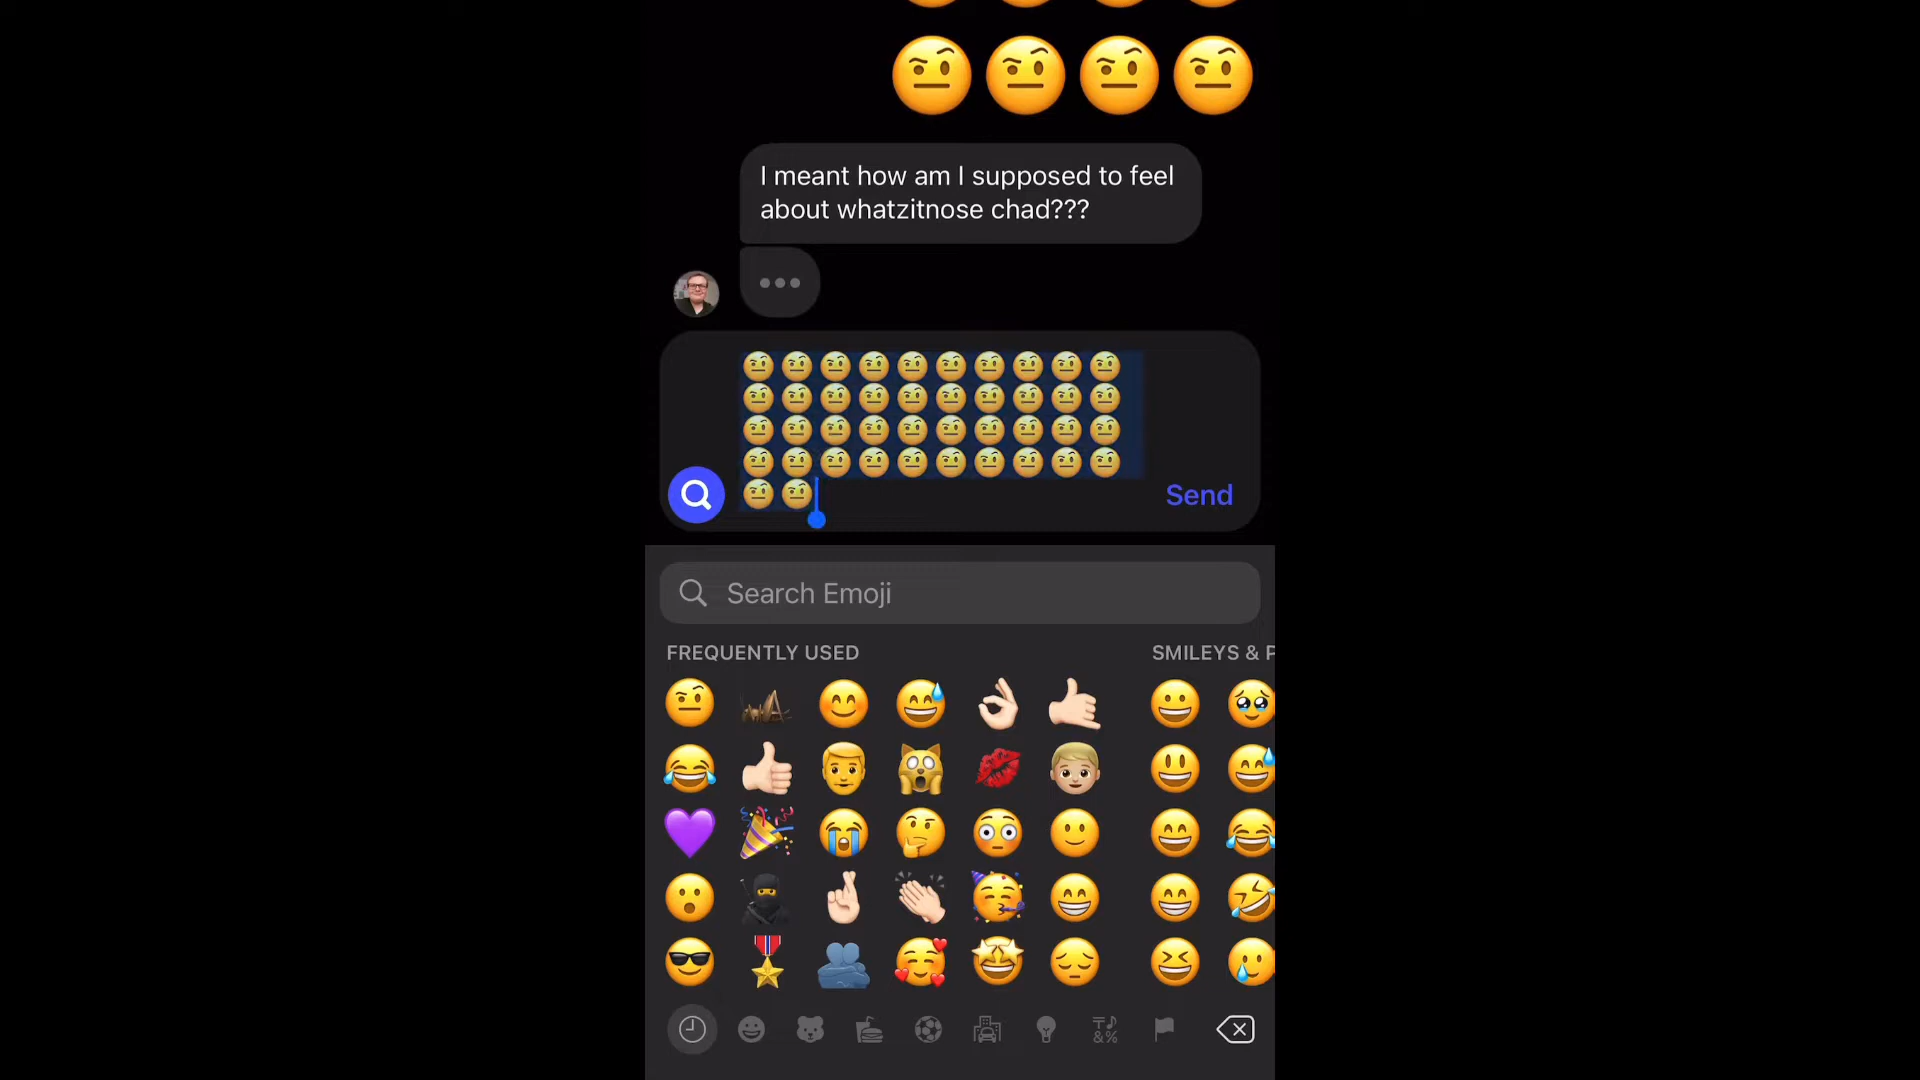 I meant how am I supposed to feel
about whatzitnose chad???
Send
Search Emoji
FREQUENTLY USED
SMILEYS & P